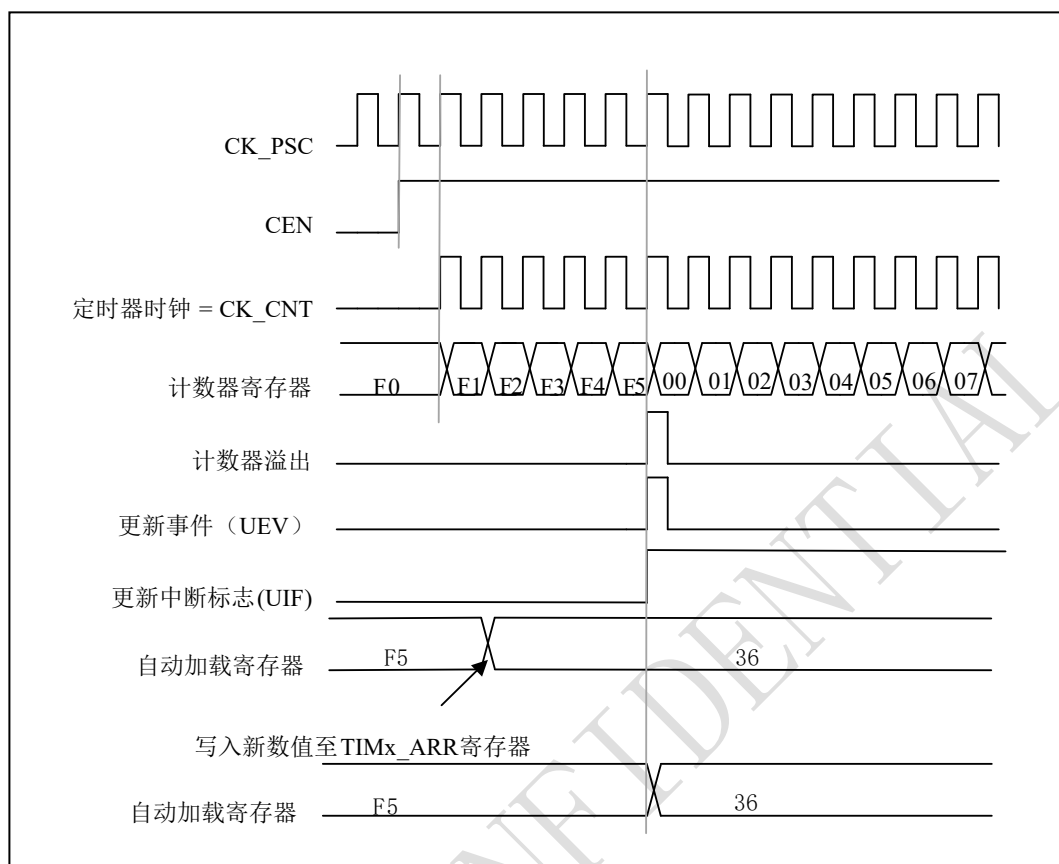 CK_PSC
CEN
定时器时钟 = CK_CNT
计数器寄存器 F0 F1 F2 F3 F4 F5 00 01 02 03 04 05 06 07
计数器溢出
更新事件（UEV）
更新中断标志(UIF)
自动加载寄存器 F5 36
写入新数值至TIMx_ARR寄存器
自动加载寄存器 F5 36
NFIDENTIAL